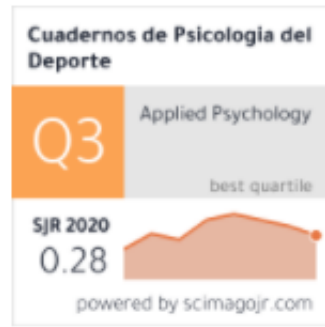 Cuadernos de Psicologia del
Deporte
Q3
Applied Psychology
best quartile
SJR 2020
0.28
powered by scimagojr.com